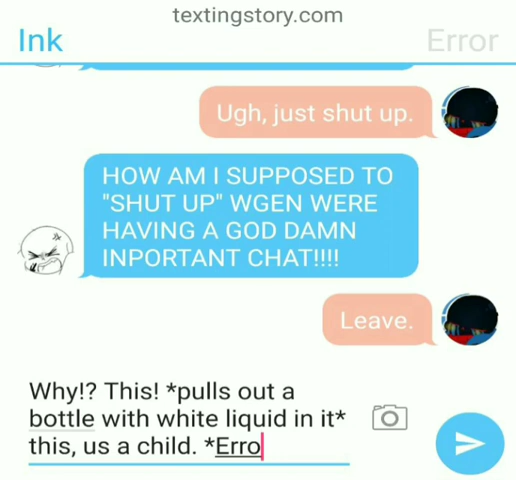 textingstory.com
Ink
Error
Ugh, just shut up.
HOW AM I SUPPOSED TO
"SHUT UP" WGEN WERE
HAVING A GOD DAMN
INPORTANT CHAT!!!!
Leave.
Why!? This! *pulls out a
bottle with white liquid in it*
this, us a child. *Erro